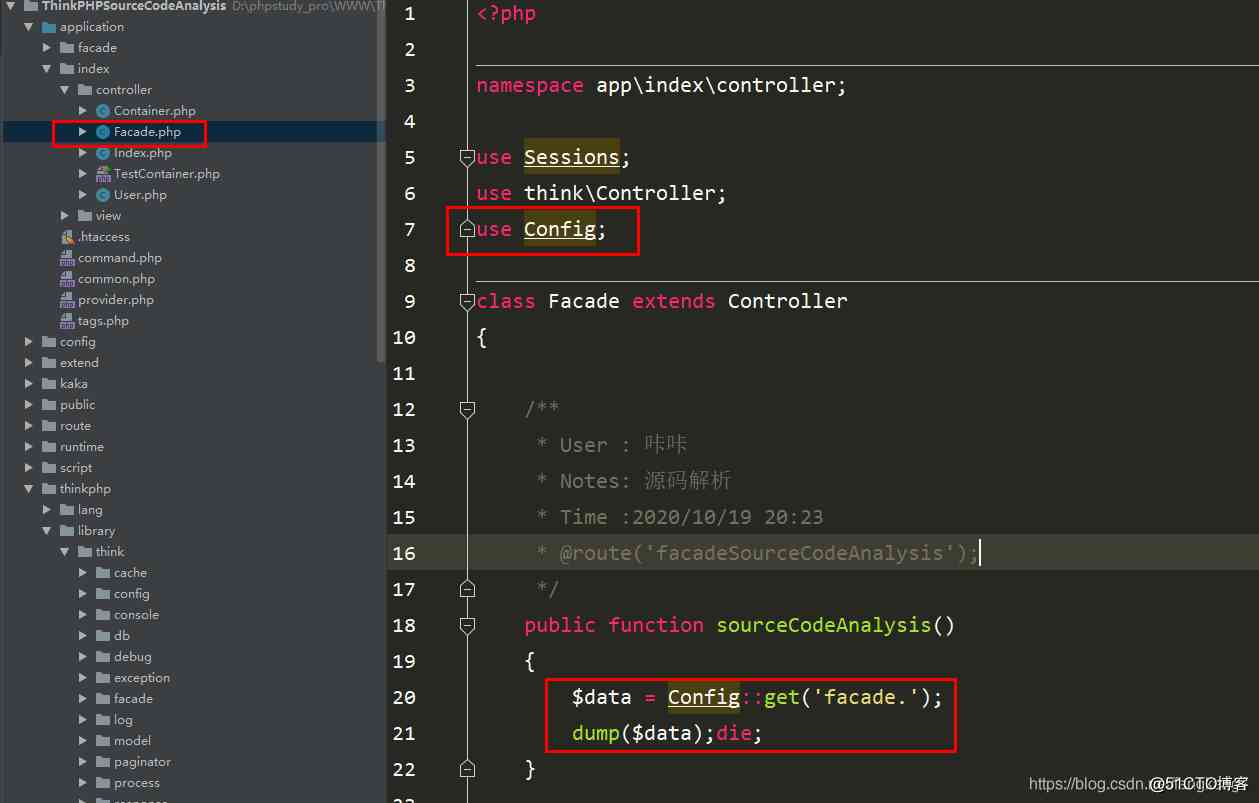 ThinkPHPSourceCodeAnalysis D:\phpstudy_pro\WWW\Th
application
facade
index
controller
Container.php
Facade.php
Index.php
TestContainer.php
User.php
view
.htaccess
command.php
common.php
provider.php
tags.php
config
extend
kaka
public
route
runtime
script
thinkphp
lang
library
think
cache
config
console
db
debug
exception
facade
log
model
paginator
process
response
1 <?php
2
3 namespace app\index\controller;
4
5 use Sessions;
6 use think\Controller;
7 use Config;
8
9 class Facade extends Controller
10 {
11
12 /**
13 * User : 咔咔
14 * Notes: 源码解析
15 * Time :2020/10/19 20:23
16 * @route('facadeSourceCodeAnalysis');
17 */
18 public function sourceCodeAnalysis()
19 {
20 $data = Config::get('facade.');
21 dump($data);die;
22 }
23
https://blog.csdn.n
@51CTO博客